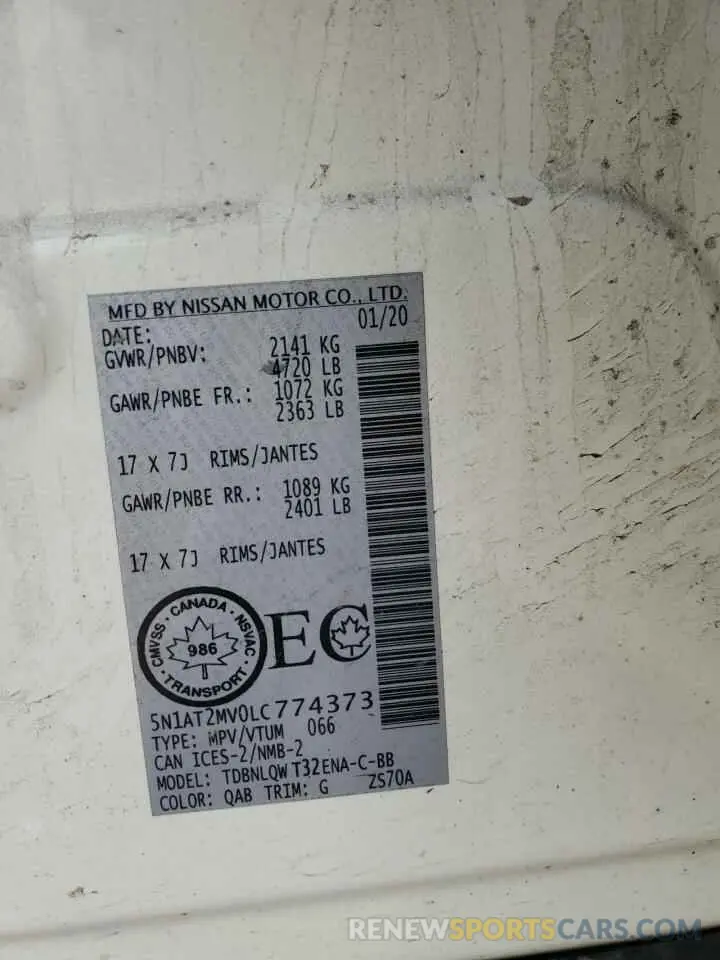 MFD BY NISSAN MOTOR CO., LTD.
DATE: 01/20
GVWR/PNBV: 2141 KG
4720 LB
GAWR/PNBE FR.: 1072 KG
2363 LB
17 X 7J RIMS/JANTES
GAWR/PNBE RR.: 1089 KG
2401 LB
17 X 7J RIMS/JANTES
CANADA · NSVAC · TRANSPORT · CMVSS ·
986
EC
5N1AT2MV0LC774373
TYPE: MPV/VTUM 066
CAN ICES-2/NMB-2
MODEL: TDBNLQW T32ENA-C-BB
COLOR: QAB TRIM: G ZS70A
RENEWSPORTSCARS.COM